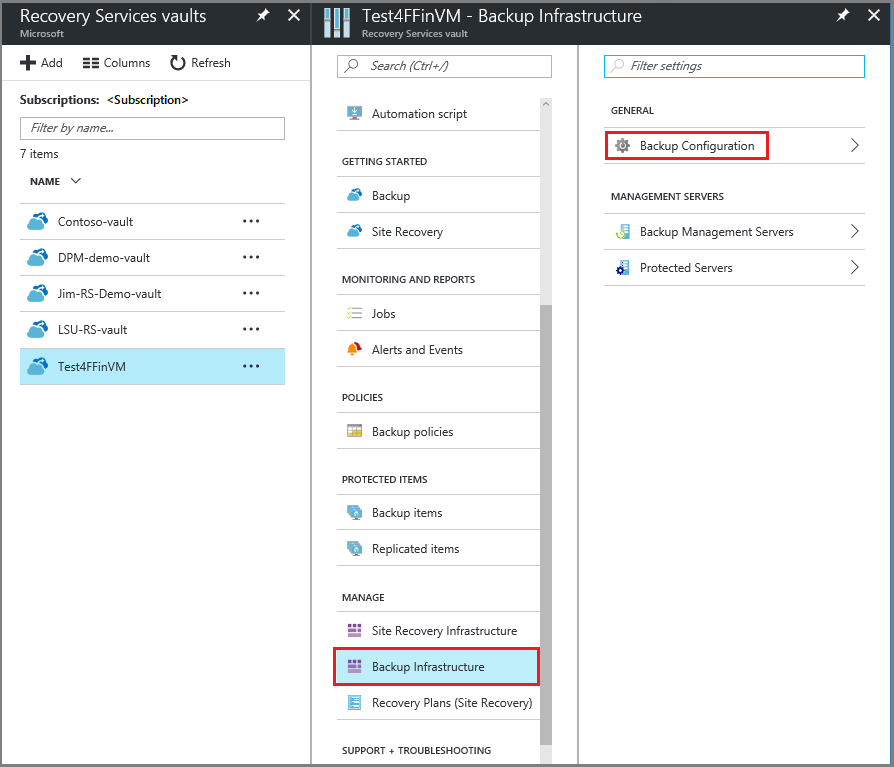 Recovery Services vaults
Microsoft
Add
Columns
Refresh
Subscriptions: <Subscription>
Filter by name...
7 items
NAME
Contoso-vault
DPM-demo-vault
Jim-RS-Demo-vault
LSU-RS-vault
Test4FFinVM
Test4FFinVM - Backup Infrastructure
Recovery Services vault
Search (Ctrl+/)
Automation script
GETTING STARTED
Backup
Site Recovery
MONITORING AND REPORTS
Jobs
Alerts and Events
POLICIES
Backup policies
PROTECTED ITEMS
Backup items
Replicated items
MANAGE
Site Recovery Infrastructure
Backup Infrastructure
Recovery Plans (Site Recovery)
SUPPORT + TROUBLESHOOTING
Filter settings
GENERAL
Backup Configuration
MANAGEMENT SERVERS
Backup Management Servers
Protected Servers